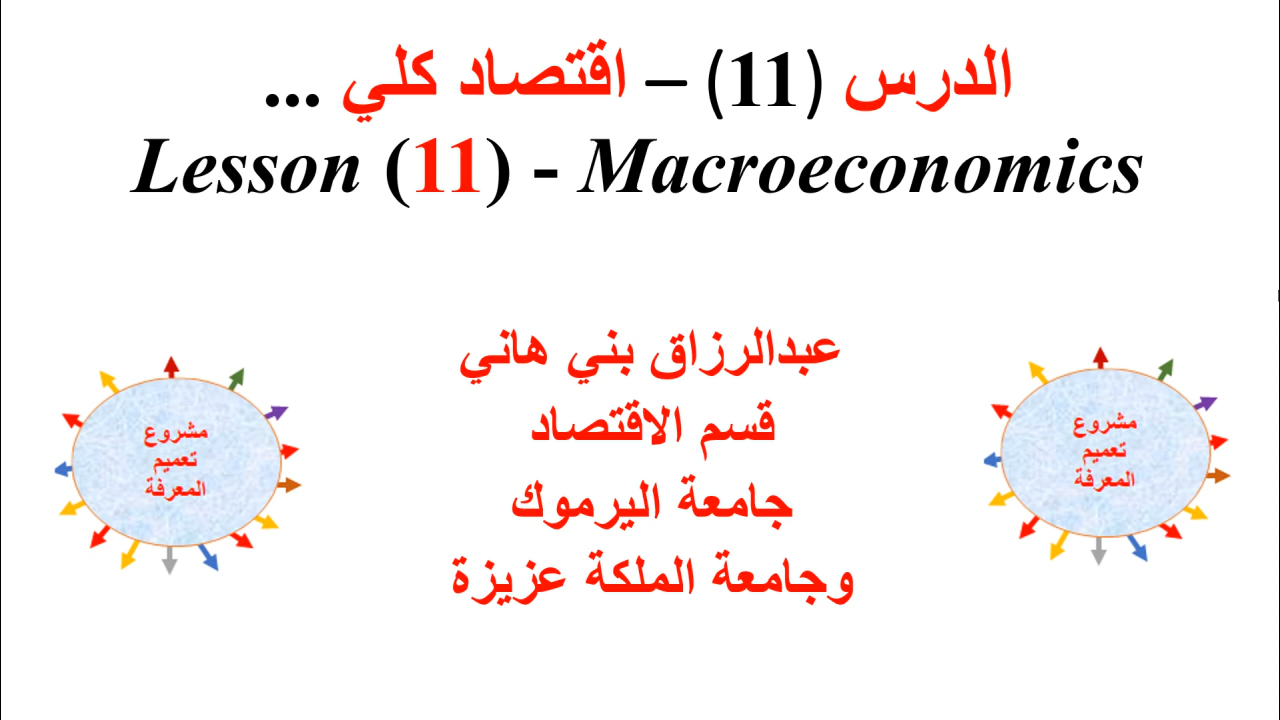 الدرس (11) – اقتصاد كلي ...
Lesson (11) - Macroeconomics
عبدالرزاق بني هاني
قسم الاقتصاد
جامعة اليرموك
وجامعة الملكة عزيزة
مشروع
تعميم
المعرفة
مشروع
تعميم
المعرفة